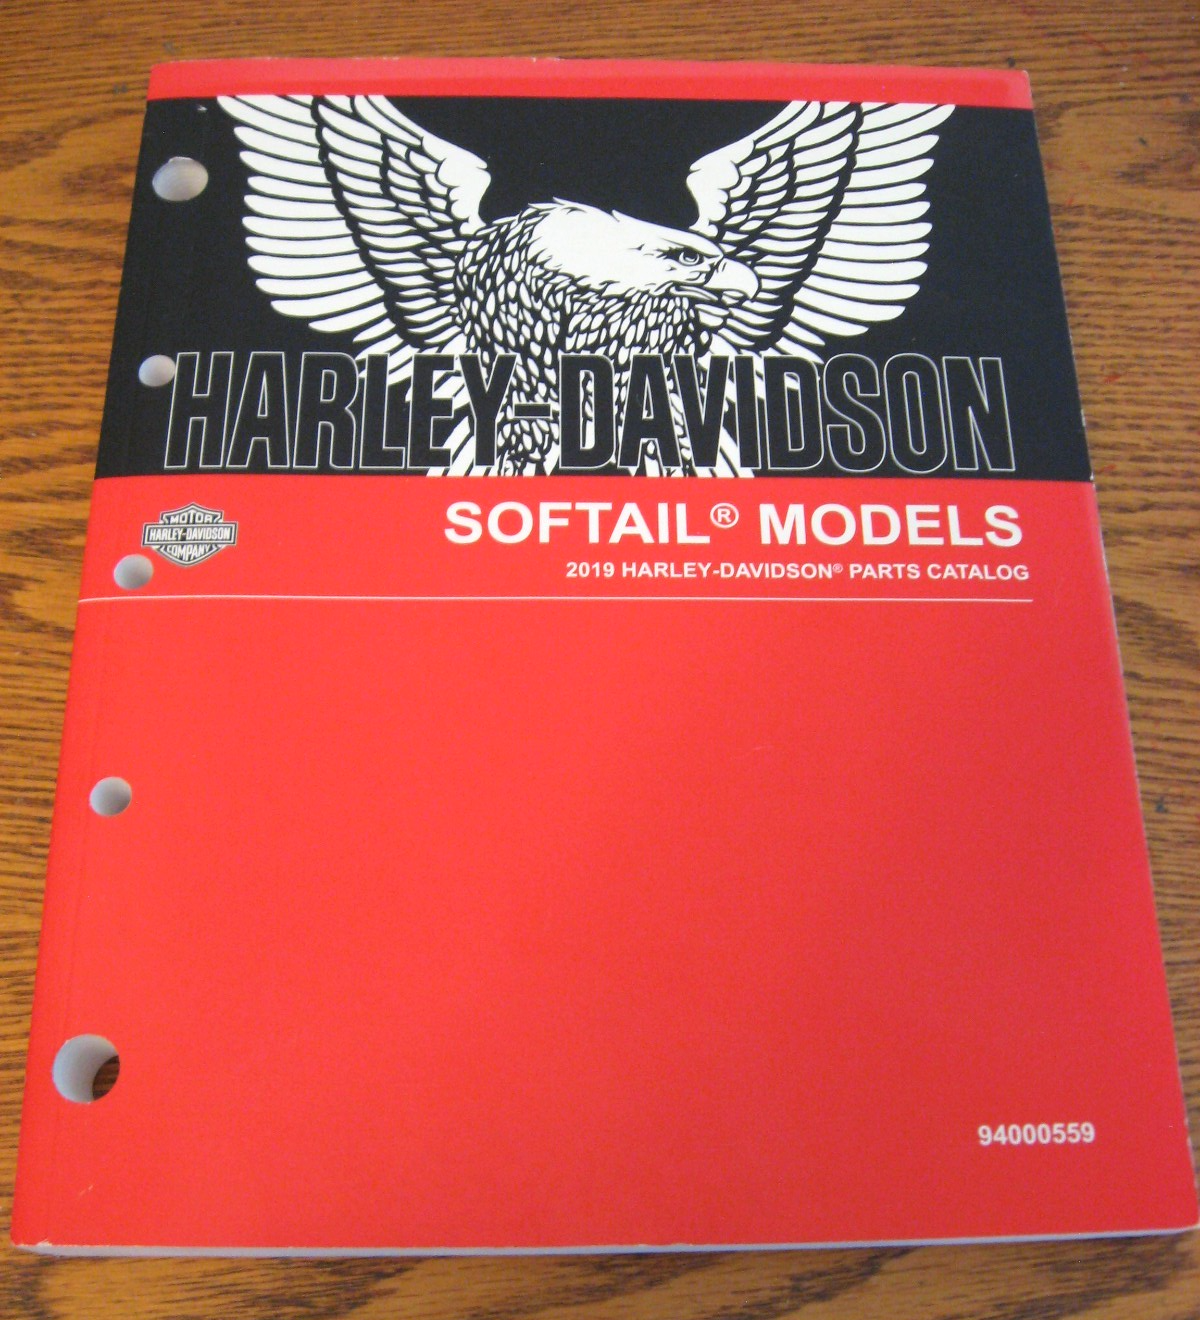 HARLEY-DAVIDSON
MOTOR
HARLEY-DAVIDSON
COMPANY
SOFTAIL® MODELS
2019 HARLEY-DAVIDSON® PARTS CATALOG
94000559